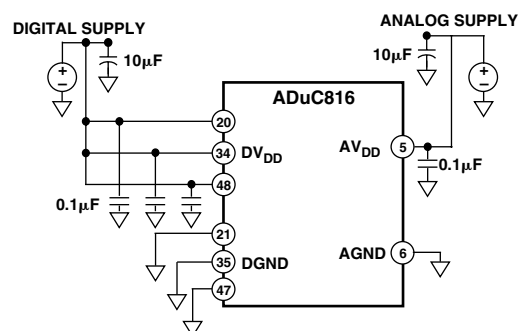 DIGITAL SUPPLY
ANALOG SUPPLY
+
−
10μF
10μF
+
−
ADuC816
20
34
DVDD
AVDD
5
48
0.1μF
0.1μF
21
35
DGND
AGND
6
47